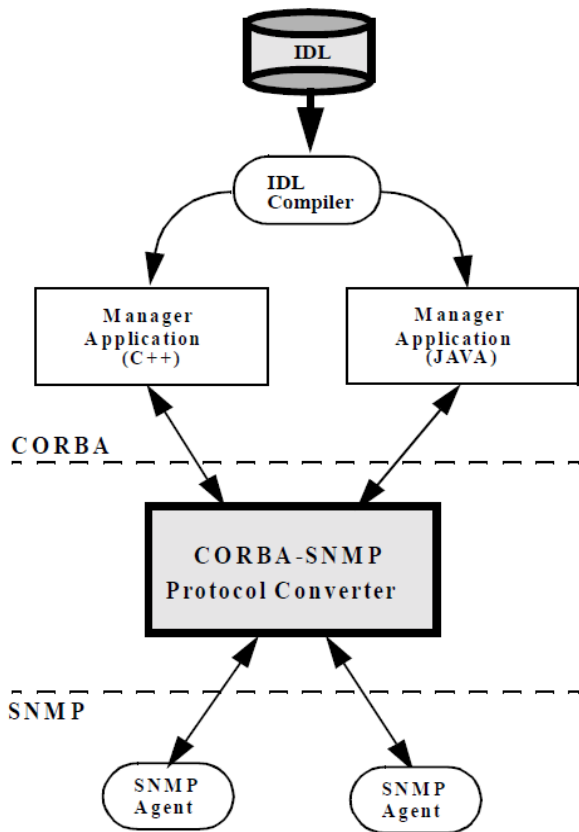 IDL
IDL
Compiler
Manager
Application
(C++)
Manager
Application
(JAVA)
CORBA
CORBA-SNMP
Protocol Converter
SNMP
SNMP
Agent
SNMP
Agent